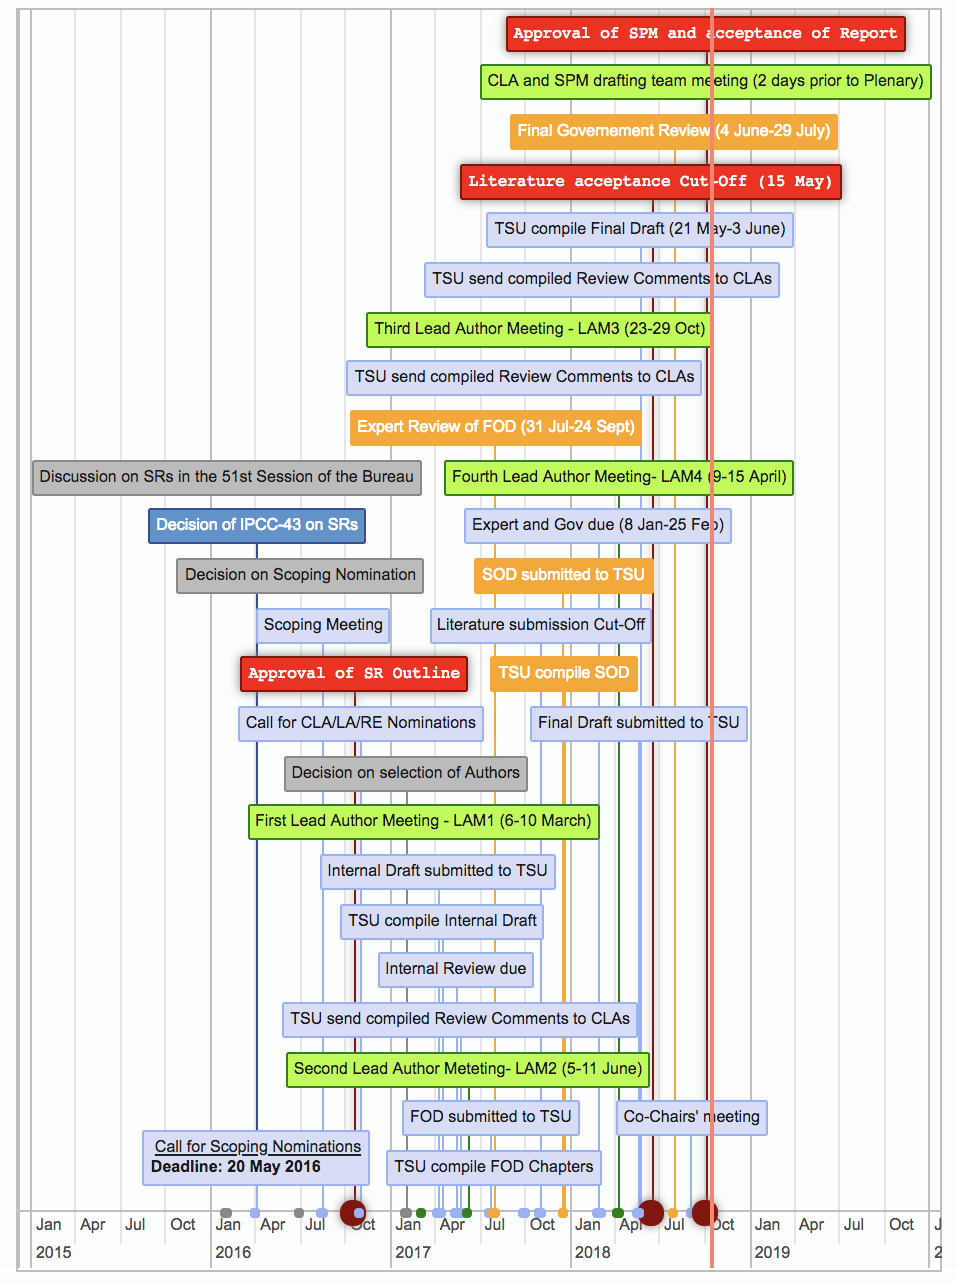 Approval of SPM and acceptance of Report
CLA and SPM drafting team meeting (2 days prior to Plenary)
Final Governement Review (4 June-29 July)
Literature acceptance Cut-Off (15 May)
TSU compile Final Draft (21 May-3 June)
TSU send compiled Review Comments to CLAs
Third Lead Author Meeting - LAM3 (23-29 Oct)
TSU send compiled Review Comments to CLAs
Expert Review of FOD (31 Jul-24 Sept)
Discussion on SRs in the 51st Session of the Bureau
Fourth Lead Author Meeting- LAM4 (9-15 April)
Decision of IPCC-43 on SRs
Expert and Gov due (8 Jan-25 Feb)
Decision on Scoping Nomination
SOD submitted to TSU
Scoping Meeting
Literature submission Cut-Off
Approval of SR Outline
TSU compile SOD
Call for CLA/LA/RE Nominations
Final Draft submitted to TSU
Decision on selection of Authors
First Lead Author Meeting - LAM1 (6-10 March)
Internal Draft submitted to TSU
TSU compile Internal Draft
Internal Review due
TSU send compiled Review Comments to CLAs
Second Lead Author Meteting- LAM2 (5-11 June)
FOD submitted to TSU
Co-Chairs' meeting
Call for Scoping Nominations
Deadline: 20 May 2016
TSU compile FOD Chapters
Jan Apr Jul Oct Jan Apr Jul Oct Jan Apr Jul Oct Jan Apr Jul Oct Jan Apr Jul Oct J
2015 2016 2017 2018 2019 2